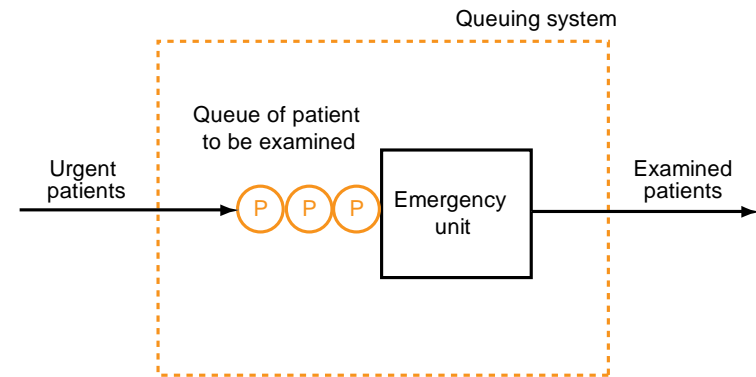 Queuing system
Queue of patient
to be examined
Urgent
patients
P P P
Emergency
unit
Examined
patients